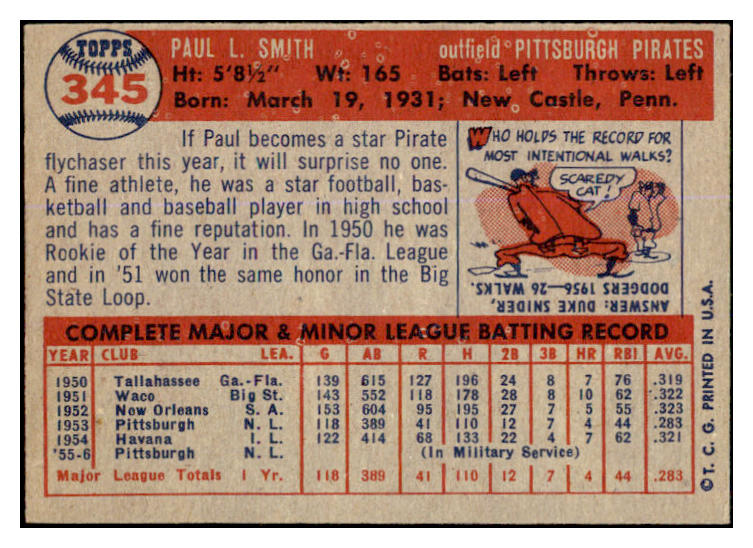 TOPPS
345
PAUL L. SMITH outfield PITTSBURGH PIRATES
Ht: 5'8½" Wt: 165 Bats: Left Throws: Left
Born: March 19, 1931; New Castle, Penn.
If Paul becomes a star Pirate
flychaser this year, it will surprise no one.
A fine athlete, he was a star football, bas-
ketball and baseball player in high school
and has a fine reputation. In 1950 he was
Rookie of the Year in the Ga.-Fla. League
and in '51 won the same honor in the Big
State Loop.
WHO HOLDS THE RECORD FOR
MOST INTENTIONAL WALKS?
SCAREDY
CAT!
ANSWER: DUKE SNIDER,
DODGERS 1956—26 WALKS.
COMPLETE MAJOR & MINOR LEAGUE BATTING RECORD
YEAR CLUB LEA. G AB R H 2B 3B HR RBI AVG.
1950 Tallahassee Ga.-Fla. 139 615 127 196 24 8 7 76 .319
1951 Waco Big St. 143 552 118 178 28 8 10 62 .322
1952 New Orleans S. A. 153 604 95 195 27 7 5 55 .323
1953 Pittsburgh N. L. 118 389 41 110 12 7 4 44 .283
1954 Havana I. L. 122 414 68 133 22 4 7 62 .321
'55-6 Pittsburgh N. L. (In Military Service)
Major League Totals 1 Yr. 118 389 41 110 12 7 4 44 .283
© T. C. G. PRINTED IN U.S.A.